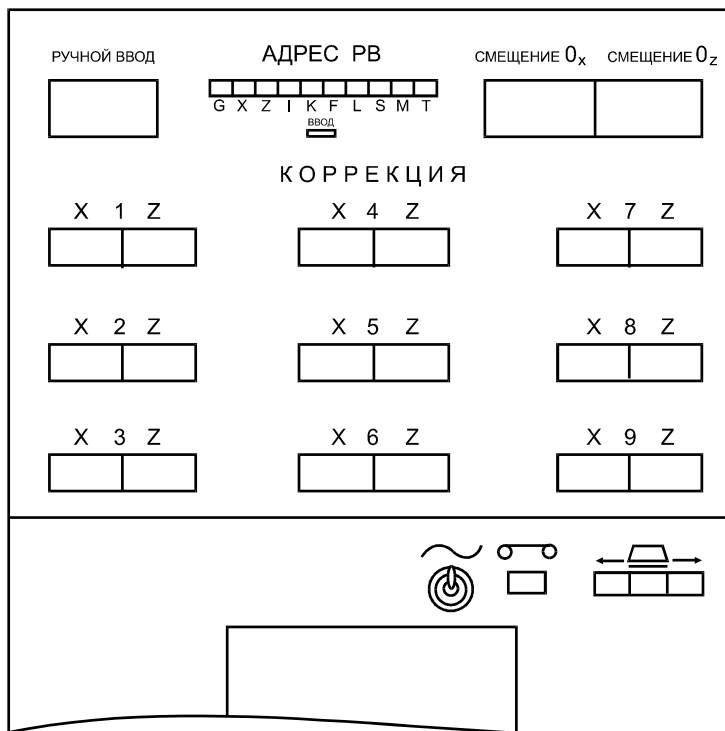 РУЧНОЙ ВВОД
АДРЕС РВ
СМЕЩЕНИЕ 0x СМЕЩЕНИЕ 0z
G X Z I K F L S M T
ВВОД
КОРРЕКЦИЯ
X 1 Z X 4 Z X 7 Z
X 2 Z X 5 Z X 8 Z
X 3 Z X 6 Z X 9 Z